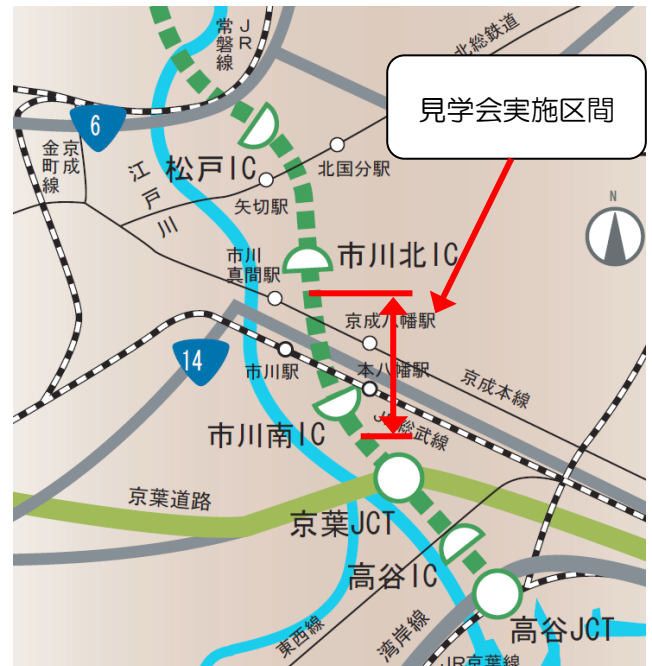 JR
常磐線
北総鉄道
見学会実施区間
6
京成
金町線
松戸IC
北国分駅
江戸川
矢切駅
N
市川北IC
市川
真間駅
京成八幡駅
14
市川駅
本八幡駅
京成本線
JR総武線
市川南IC
京葉道路
京葉JCT
高谷IC
高谷JCT
東西線
湾岸線
JR京葉線